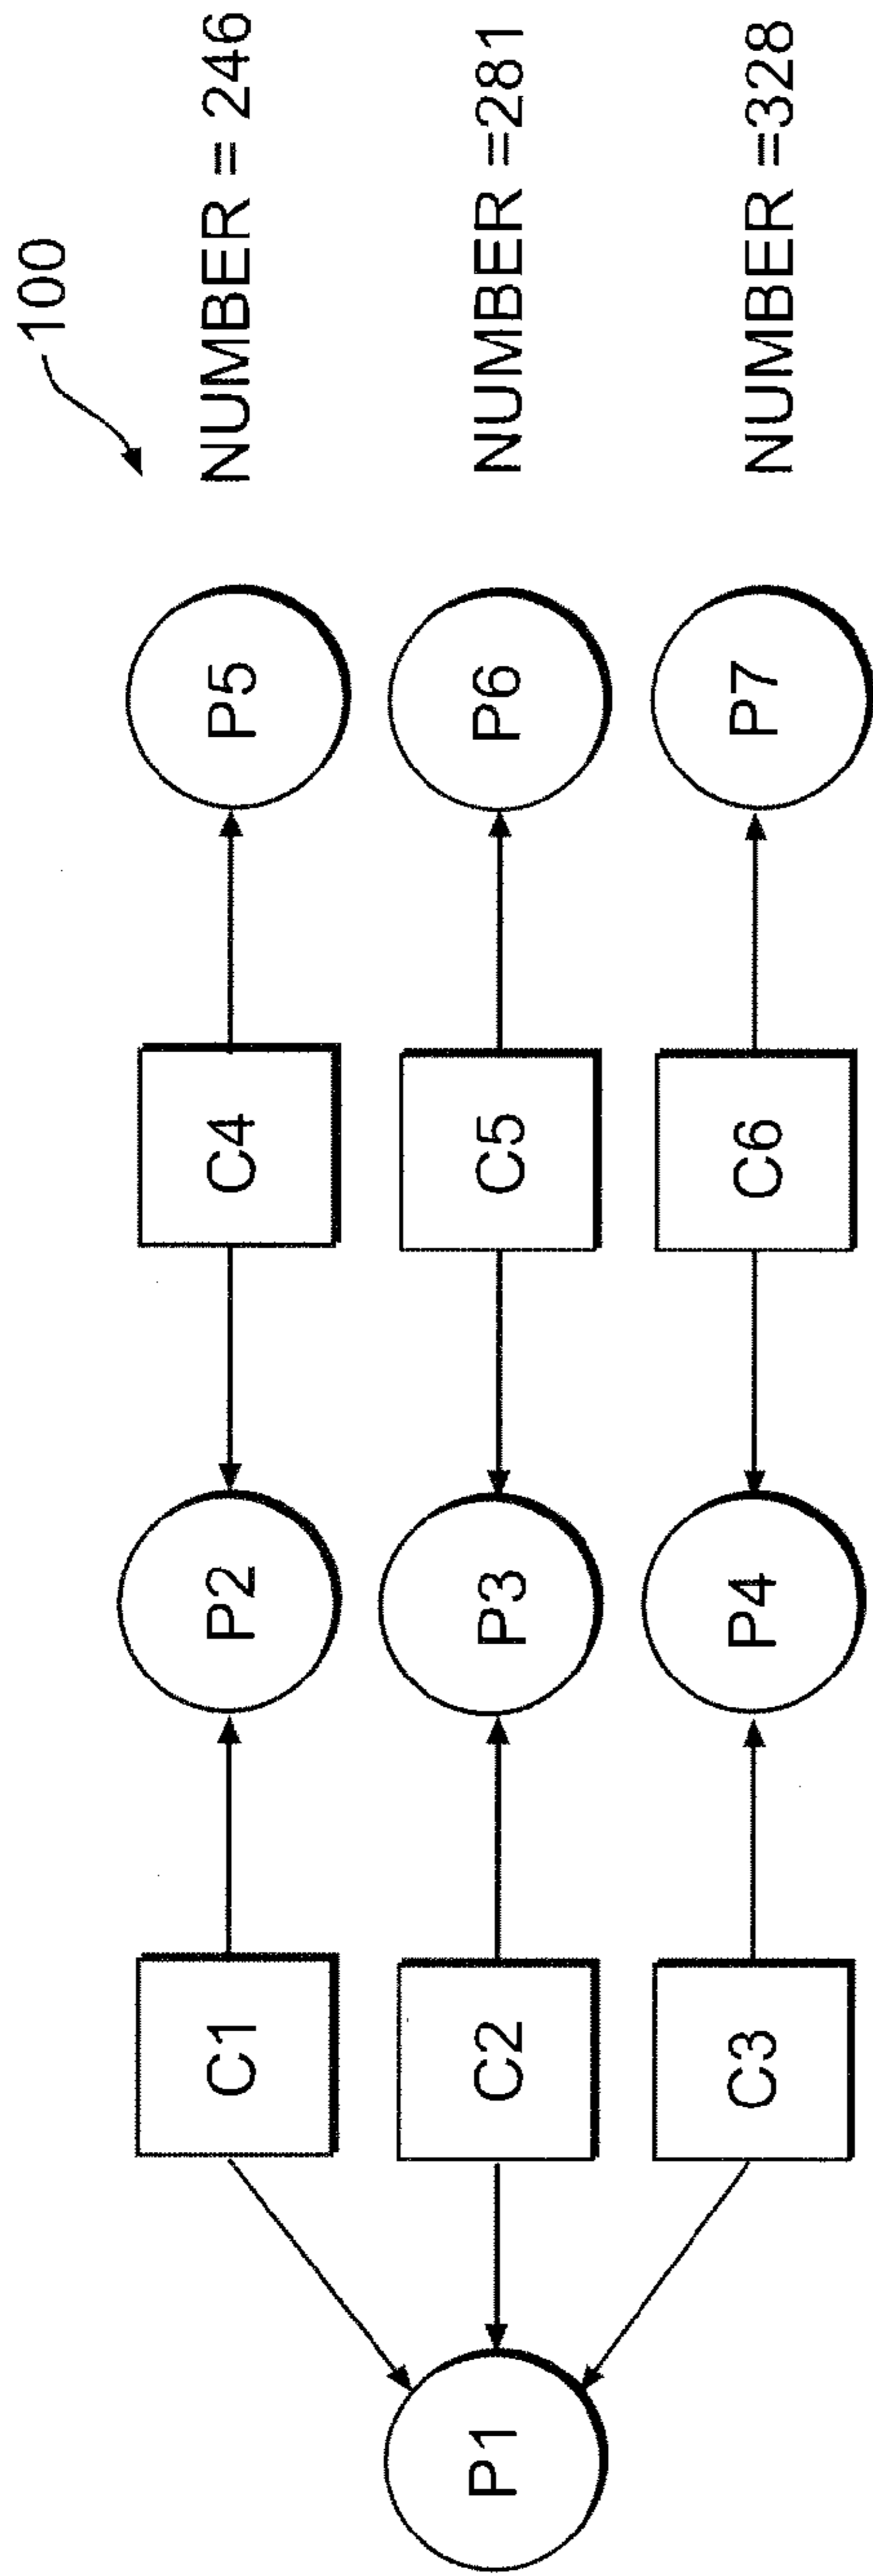 100
C1
P2
C4
P5
NUMBER = 246
P1
C2
P3
C5
P6
NUMBER =281
C3
P4
C6
P7
NUMBER =328